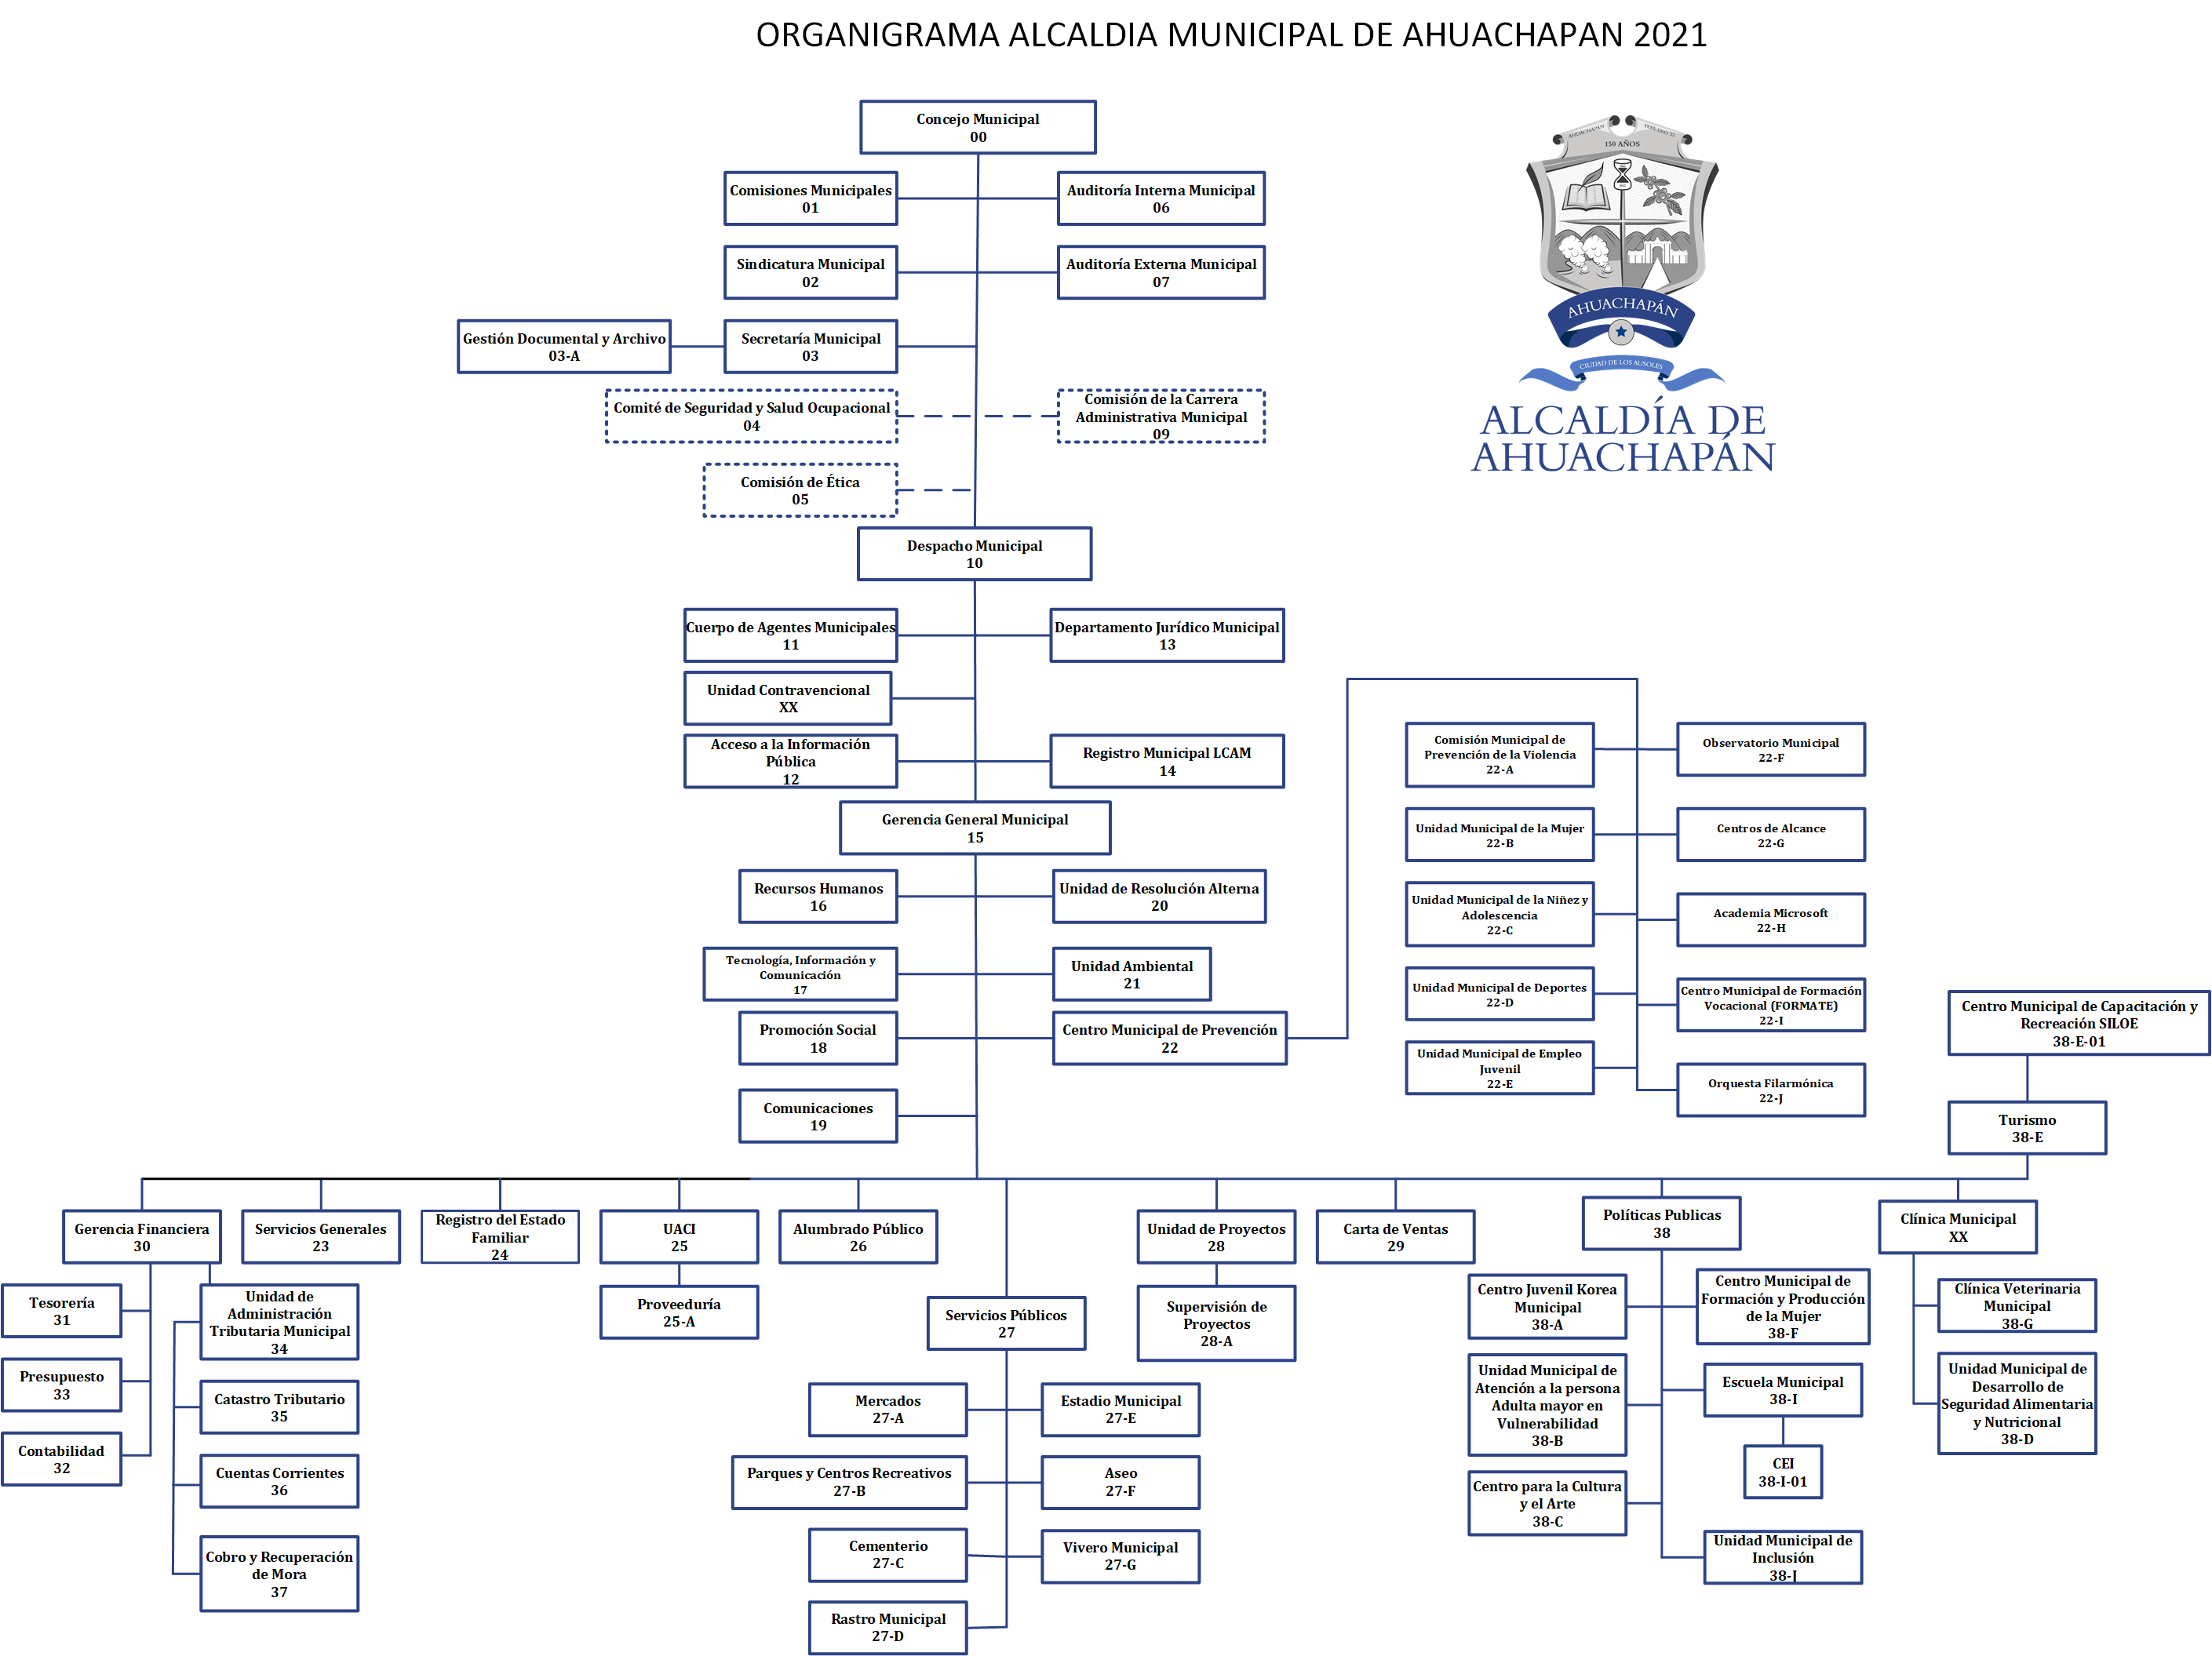 ORGANIGRAMA ALCALDIA MUNICIPAL DE AHUACHAPAN 2021
Concejo Municipal
00
Comisiones Municipales
01
Auditoría Interna Municipal
06
Sindicatura Municipal
02
Auditoría Externa Municipal
07
Gestión Documental y Archivo
03-A
Secretaría Municipal
03
Comité de Seguridad y Salud Ocupacional
04
Comisión de la Carrera
Administrativa Municipal
09
Comisión de Ética
05
AHUACHAPÁN
150 AÑOS
AHUACHAPÁN
CIUDAD DE LOS AUSOLES
ALCALDÍA DE
AHUACHAPÁN
Despacho Municipal
10
Cuerpo de Agentes Municipales
11
Departamento Jurídico Municipal
13
Unidad Contravencional
XX
Acceso a la Información
Pública
12
Registro Municipal LCAM
14
Gerencia General Municipal
15
Recursos Humanos
16
Unidad de Resolución Alterna
20
Tecnología, Información y
Comunicación
17
Unidad Ambiental
21
Promoción Social
18
Centro Municipal de Prevención
22
Comunicaciones
19
Comisión Municipal de
Prevención de la Violencia
22-A
Observatorio Municipal
22-F
Unidad Municipal de la Mujer
22-B
Centros de Alcance
22-G
Unidad Municipal de la Niñez y
Adolescencia
22-C
Academia Microsoft
22-H
Unidad Municipal de Deportes
22-D
Centro Municipal de Formación
Vocacional (FORMATE)
22-I
Unidad Municipal de Empleo
Juvenil
22-E
Orquesta Filarmónica
22-J
Centro Municipal de Capacitación y
Recreación SILOE
38-E-01
Turismo
38-E
Gerencia Financiera
30
Servicios Generales
23
Registro del Estado
Familiar
24
UACI
25
Alumbrado Público
26
Unidad de Proyectos
28
Carta de Ventas
29
Políticas Publicas
38
Clínica Municipal
XX
Tesorería
31
Presupuesto
33
Contabilidad
32
Unidad de
Administración
Tributaria Municipal
34
Catastro Tributario
35
Cuentas Corrientes
36
Cobro y Recuperación
de Mora
37
Proveeduría
25-A
Servicios Públicos
27
Mercados
27-A
Estadio Municipal
27-E
Parques y Centros Recreativos
27-B
Aseo
27-F
Cementerio
27-C
Vivero Municipal
27-G
Rastro Municipal
27-D
Supervisión de
Proyectos
28-A
Centro Juvenil Korea
Municipal
38-A
Centro Municipal de
Formación y Producción
de la Mujer
38-F
Unidad Municipal de
Atención a la persona
Adulta mayor en
Vulnerabilidad
38-B
Escuela Municipal
38-I
CEI
38-I-01
Centro para la Cultura
y el Arte
38-C
Unidad Municipal de
Inclusión
38-J
Clínica Veterinaria
Municipal
38-G
Unidad Municipal de
Desarrollo de
Seguridad Alimentaria
y Nutricional
38-D